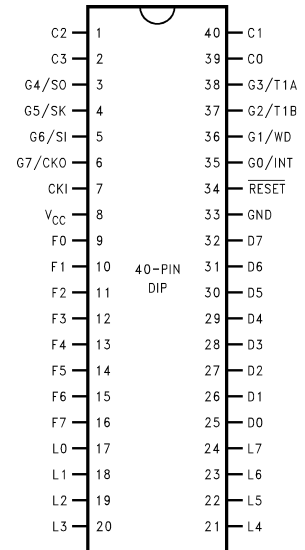 C2 1 40 C1
C3 2 39 C0
G4/SO 3 38 G3/T1A
G5/SK 4 37 G2/T1B
G6/SI 5 36 G1/WD
G7/CKO 6 35 G0/INT
CKI 7 34 RESET
VCC 8 33 GND
F0 9 32 D7
F1 10 40-PIN 31 D6
F2 11 DIP 30 D5
F3 12 29 D4
F4 13 28 D3
F5 14 27 D2
F6 15 26 D1
F7 16 25 D0
L0 17 24 L7
L1 18 23 L6
L2 19 22 L5
L3 20 21 L4